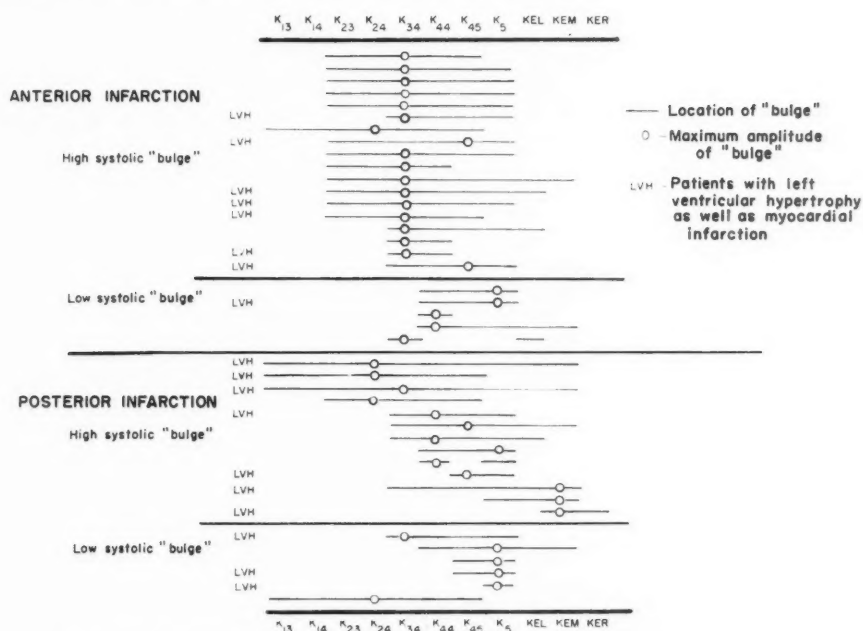 K13 K14 K23 K24 K34 K44 K45 K5 KEL KEM KER
ANTERIOR INFARCTION
LVH
LVH
High systolic "bulge"
LVH
LVH
LVH
LVH
LVH
Low systolic "bulge"
LVH
— Location of "bulge"
O - Maximum amplitude
of "bulge"
LVH - Patients with left
ventricular hypertrophy
as well as myocardial
infarction
LVH
LVH
LVH
POSTERIOR INFARCTION
LVH
High systolic "bulge"
LVH
LVH
LVH
LVH
Low systolic "bulge"
LVH
LVH
K13 K14 K23 K24 K34 K44 K45 K5 KEL KEM KER